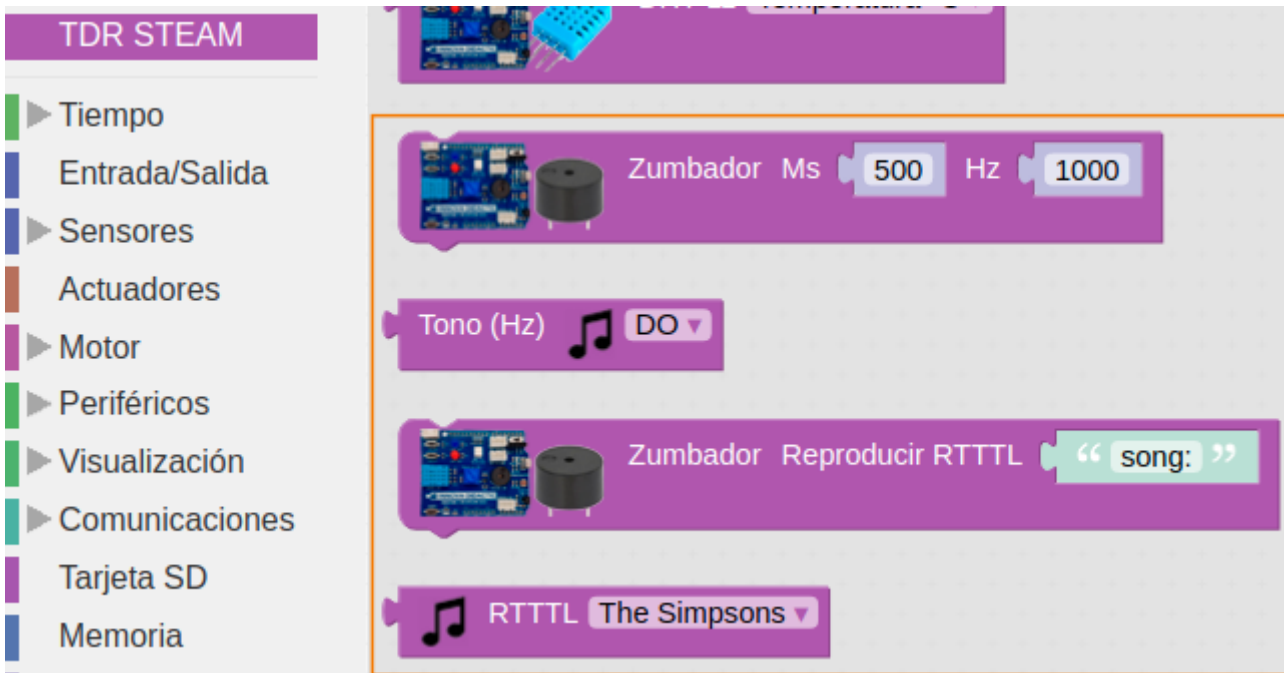 TDR STEAM
Tiempo
Entrada/Salida
Sensores
Actuadores
Motor
Periféricos
Visualización
Comunicaciones
Tarjeta SD
Memoria
Zumbador Ms 500 Hz 1000
Tono (Hz) DO
Zumbador Reproducir RTTTL “ song: ”
RTTTL The Simpsons